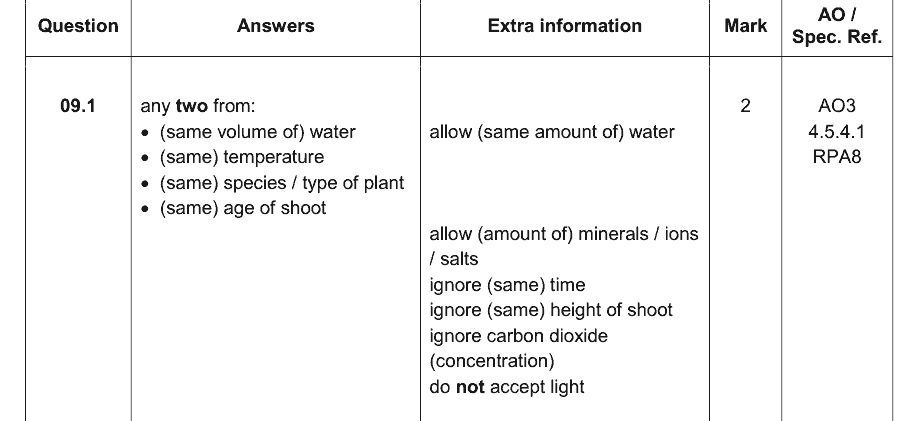 Question Answers Extra information Mark AO /
Spec. Ref.
09.1 any two from: 2 AO3
• (same volume of) water allow (same amount of) water 4.5.4.1
• (same) temperature RPA8
• (same) species / type of plant
• (same) age of shoot
allow (amount of) minerals / ions
/ salts
ignore (same) time
ignore (same) height of shoot
ignore carbon dioxide
(concentration)
do not accept light